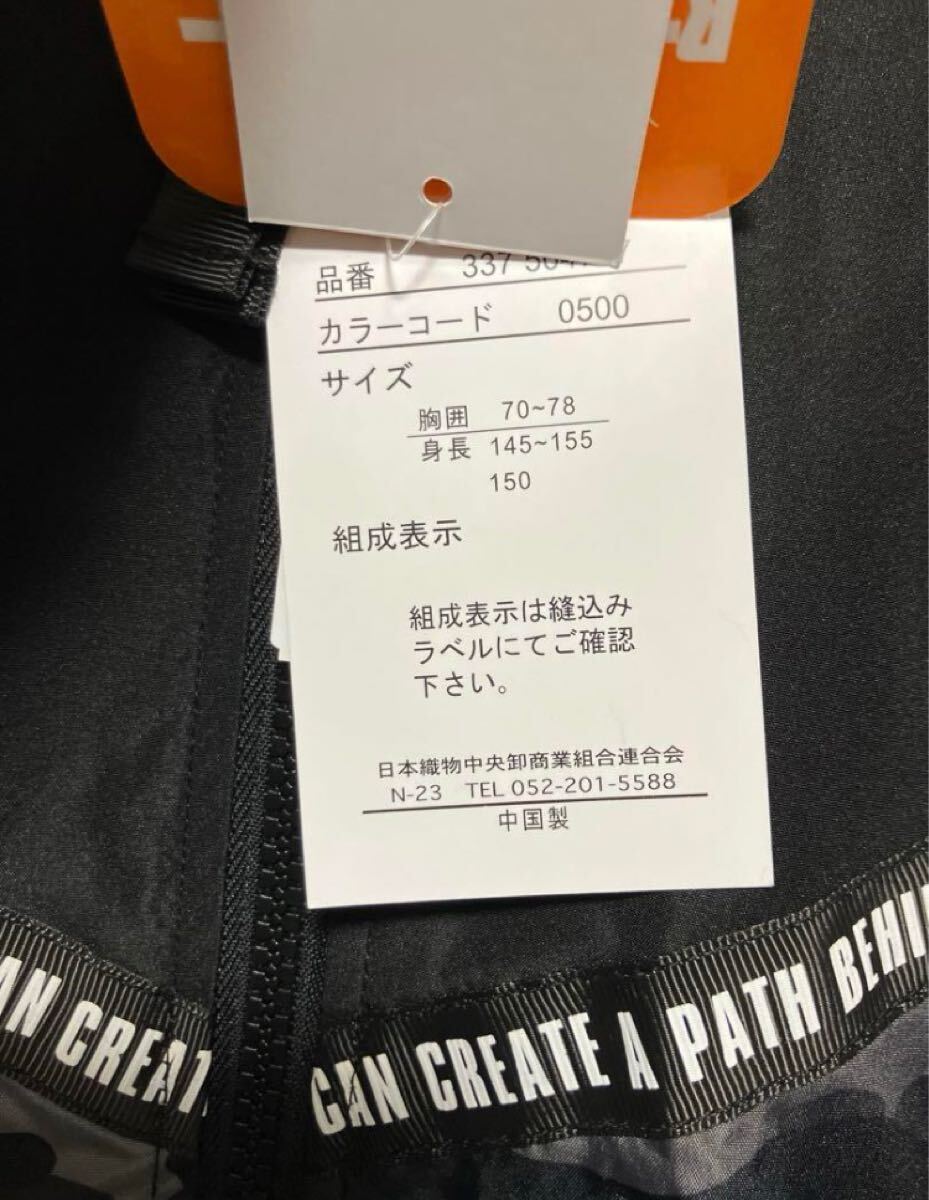 品番 337
カラーコード 0500
サイズ
胸囲 70~78
身長 145~155
150
組成表示
組成表示は縫込み
ラベルにてご確認
下さい。
日本織物中央卸商業組合連合会
N-23 TEL 052-201-5588
中国製
CAN CREATE A PATH